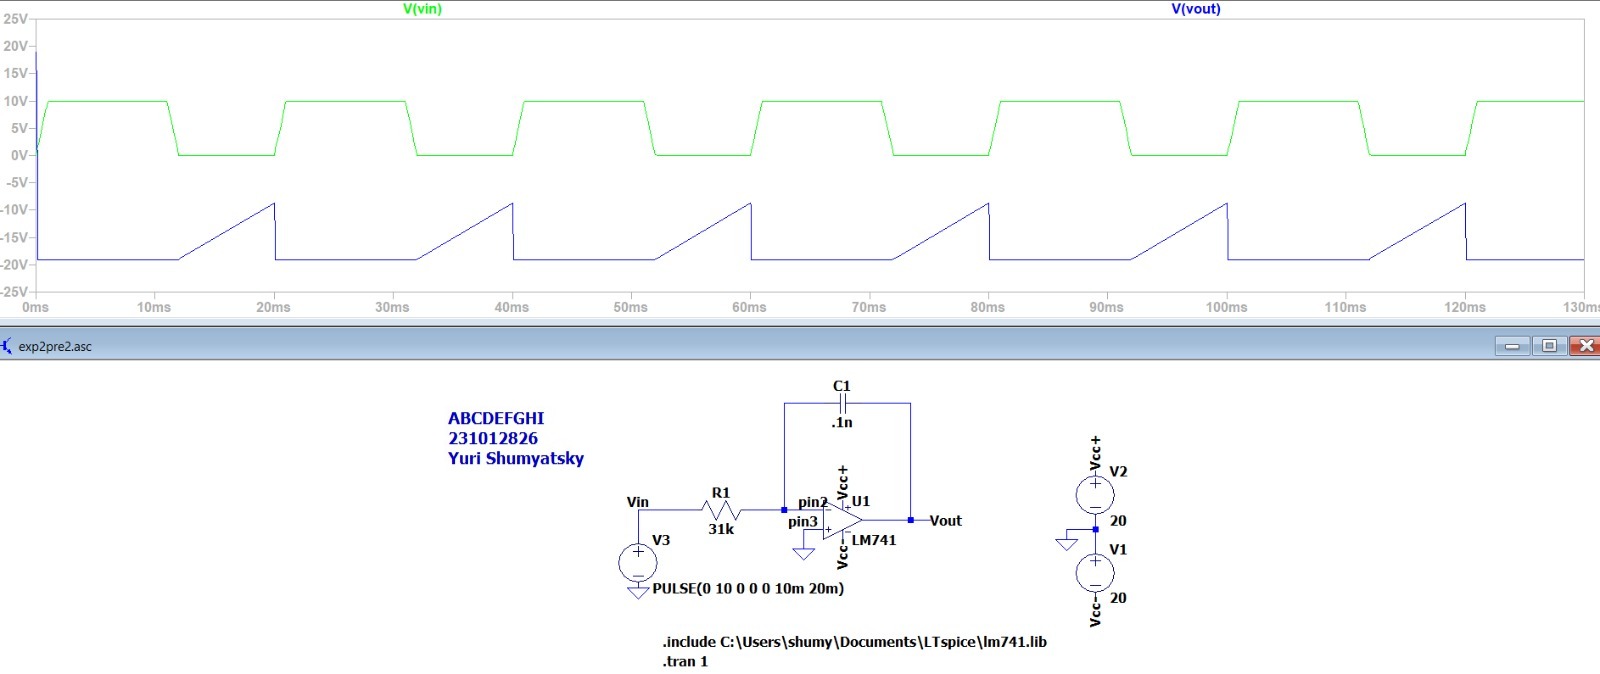 V(vin)
V(vout)
25V
20V
15V
10V
5V
0V
-5V
-10V
-15V
-20V
-25V
0ms 10ms 20ms 30ms 40ms 50ms 60ms 70ms 80ms 90ms 100ms 110ms 120ms 130ms
exp2pre2.asc
C1
.1n
ABCDEFGHI
231012826
Yuri Shumyatsky
Vin
R1
31k
pin2
pin3
Vcc+
U1
LM741
Vcc-
Vout
V3
PULSE(0 10 0 0 0 10m 20m)
Vcc+
V2
20
V1
20
Vcc-
.include C:\Users\shumy\Documents\LTspice\lm741.lib
.tran 1